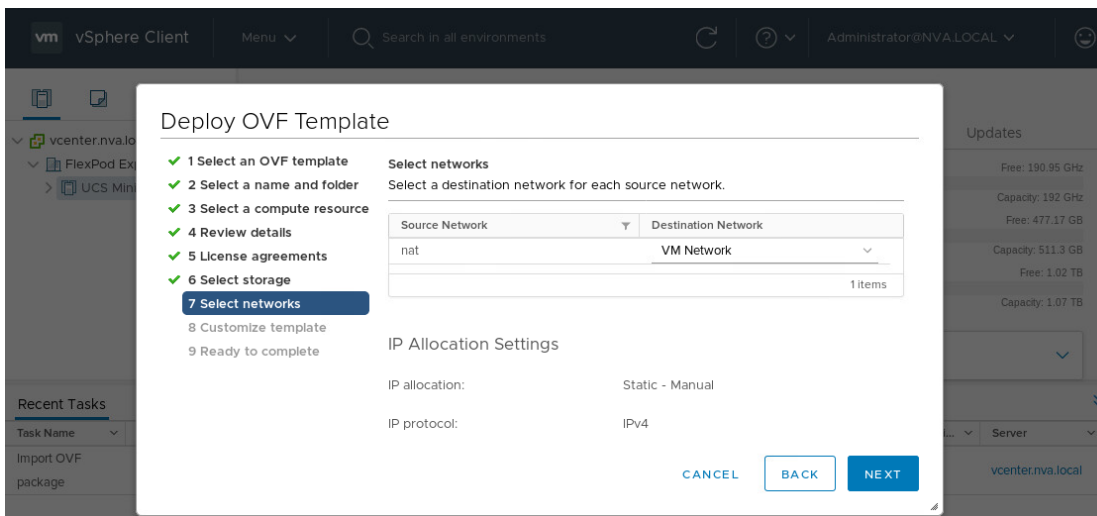 vm vSphere Client Menu Search in all environments Administrator@NVA.LOCAL
vcenter.nva.lo
FlexPod Exp
UCS Mini
Deploy OVF Template
1 Select an OVF template
2 Select a name and folder
3 Select a compute resource
4 Review details
5 License agreements
6 Select storage
7 Select networks
8 Customize template
9 Ready to complete
Select networks
Select a destination network for each source network.
Source Network Destination Network
nat VM Network
1 items
IP Allocation Settings
IP allocation: Static - Manual
IP protocol: IPv4
CANCEL BACK NEXT
Updates
Free: 190.95 GHz
Capacity: 192 GHz
Free: 477.17 GB
Capacity: 511.3 GB
Free: 1.02 TB
Capacity: 1.07 TB
Recent Tasks
Task Name Server
Import OVF
package
vcenter.nva.local